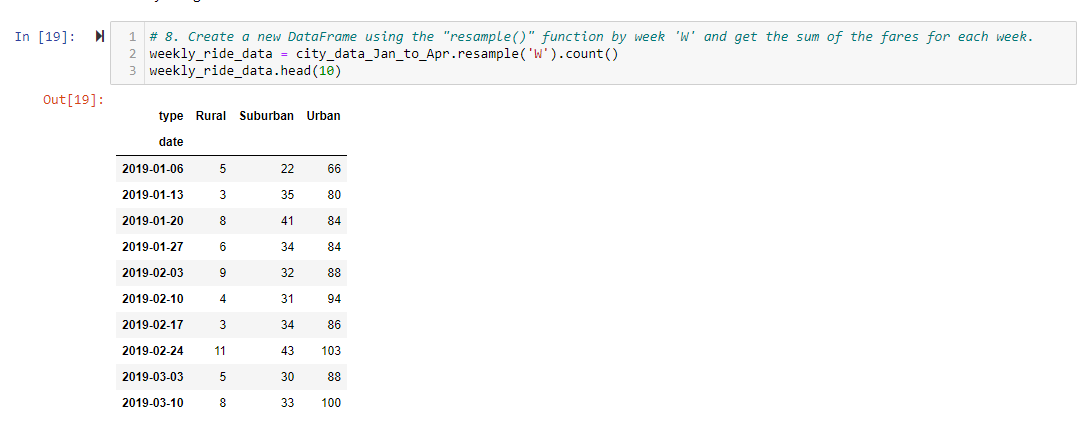 In [19]:
1 # 8. Create a new DataFrame using the "resample()" function by week 'W' and get the sum of the fares for each week.
2 weekly_ride_data = city_data_Jan_to_Apr.resample('W').count()
3 weekly_ride_data.head(10)
Out[19]:
type Rural Suburban Urban
date
2019-01-06 5 22 66
2019-01-13 3 35 80
2019-01-20 8 41 84
2019-01-27 6 34 84
2019-02-03 9 32 88
2019-02-10 4 31 94
2019-02-17 3 34 86
2019-02-24 11 43 103
2019-03-03 5 30 88
2019-03-10 8 33 100